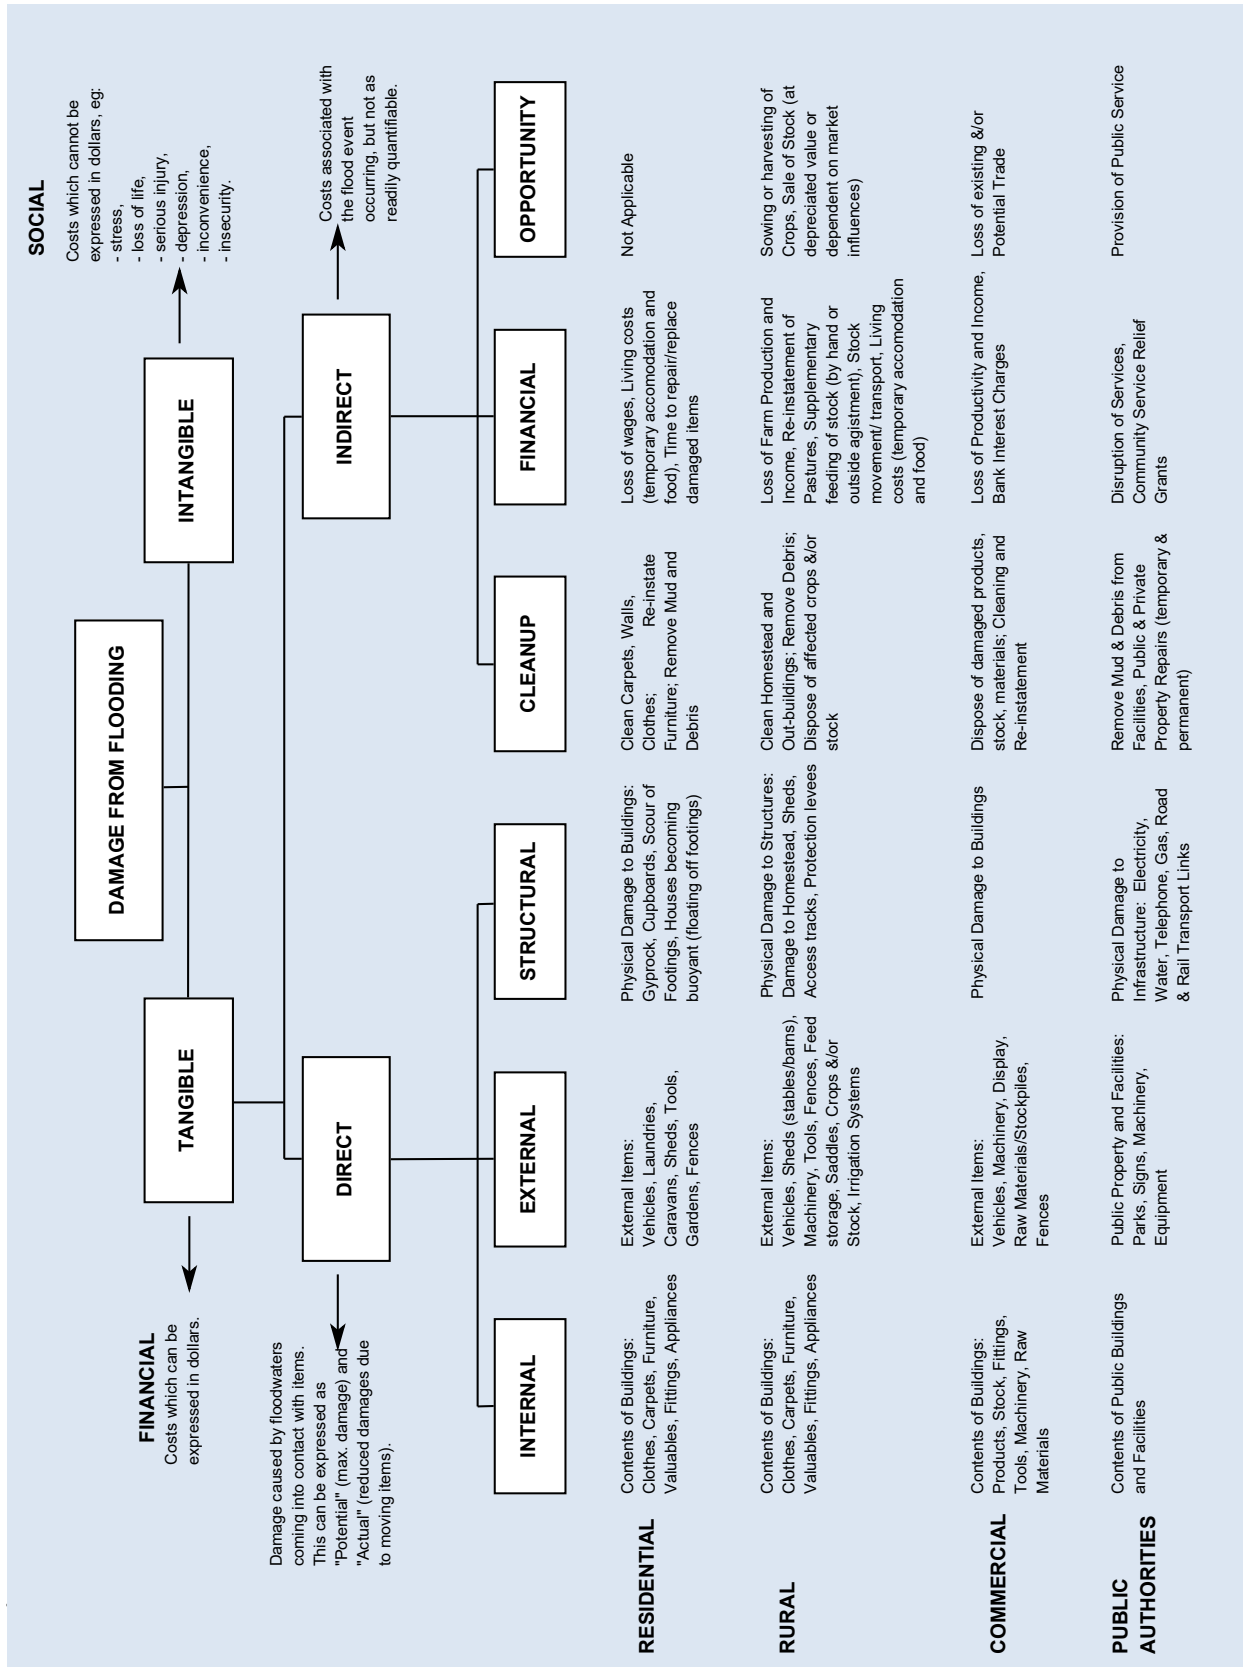 SOCIAL
Costs which cannot be
expressed in dollars, eg:
- stress,
- loss of life,
- serious injury,
- depression,
- inconvenience,
- insecurity.
DAMAGE FROM FLOODING
FINANCIAL
Costs which can be
expressed in dollars.
TANGIBLE
INTANGIBLE
Damage caused by floodwaters
coming into contact with items.
This can be expressed as
"Potential" (max. damage) and
"Actual" (reduced damages due
to moving items).
DIRECT
INDIRECT
Costs associated with
the flood event
occurring, but not as
readily quantifiable.
INTERNAL
EXTERNAL
STRUCTURAL
CLEANUP
FINANCIAL
OPPORTUNITY
RESIDENTIAL
Contents of Buildings:
Clothes, Carpets, Furniture,
Valuables, Fittings, Appliances
External Items:
Vehicles, Laundries,
Caravans, Sheds, Tools,
Gardens, Fences
Physical Damage to Buildings:
Gyprock, Cupboards, Scour of
Footings, Houses becoming
buoyant (floating off footings)
Clean Carpets, Walls,
Clothes; Re-instate
Furniture; Remove Mud and
Debris
Loss of wages, Living costs
(temporary accomodation and
food), Time to repair/replace
damaged items
Not Applicable
RURAL
Contents of Buildings:
Clothes, Carpets, Furniture,
Valuables, Fittings, Appliances
External Items:
Vehicles, Sheds (stables/barns),
Machinery, Tools, Fences, Feed
storage, Saddles, Crops &/or
Stock, Irrigation Systems
Physical Damage to Structures:
Damage to Homestead, Sheds,
Access tracks, Protection levees
Clean Homestead and
Out-buildings; Remove Debris;
Dispose of affected crops &/or
stock
Loss of Farm Production and
Income, Re-instatement of
Pastures, Supplementary
feeding of stock (by hand or
outside agistment), Stock
movement/ transport, Living
costs (temporary accomodation
and food)
Sowing or harvesting of
Crops, Sale of Stock (at
depreciated value or
dependent on market
influences)
COMMERCIAL
Contents of Buildings:
Products, Stock, Fittings,
Tools, Machinery, Raw
Materials
External Items:
Vehicles, Machinery, Display,
Raw Materials/Stockpiles,
Fences
Physical Damage to Buildings
Dispose of damaged products,
stock, materials; Cleaning and
Re-instatement
Loss of Productivity and Income,
Bank Interest Charges
Loss of existing &/or
Potential Trade
PUBLIC
AUTHORITIES
Contents of Public Buildings
and Facilities
Public Property and Facilities:
Parks, Signs, Machinery,
Equipment
Physical Damage to
Infrastructure: Electricity,
Water, Telephone, Gas, Road
& Rail Transport Links
Remove Mud & Debris from
Facilities, Public & Private
Property Repairs (temporary &
permanent)
Disruption of Services,
Community Service Relief
Grants
Provision of Public Service